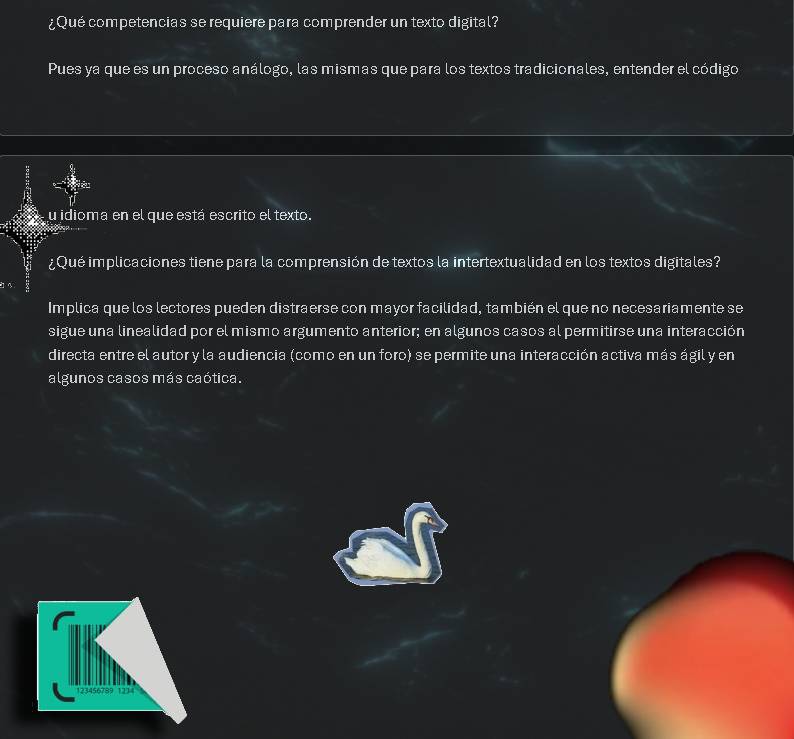 ¿Qué competencias se requiere para comprender un texto digital?
Pues ya que es un proceso análogo, las mismas que para los textos tradicionales, entender el código
u idioma en el que está escrito el texto.
¿Qué implicaciones tiene para la comprensión de textos la intertextualidad en los textos digitales?
Implica que los lectores pueden distraerse con mayor facilidad, también el que no necesariamente se
sigue una linealidad por el mismo argumento anterior; en algunos casos al permitirse una interacción
directa entre el autor y la audiencia (como en un foro) se permite una interacción activa más ágil y en
algunos casos más caótica.
123456789 1234